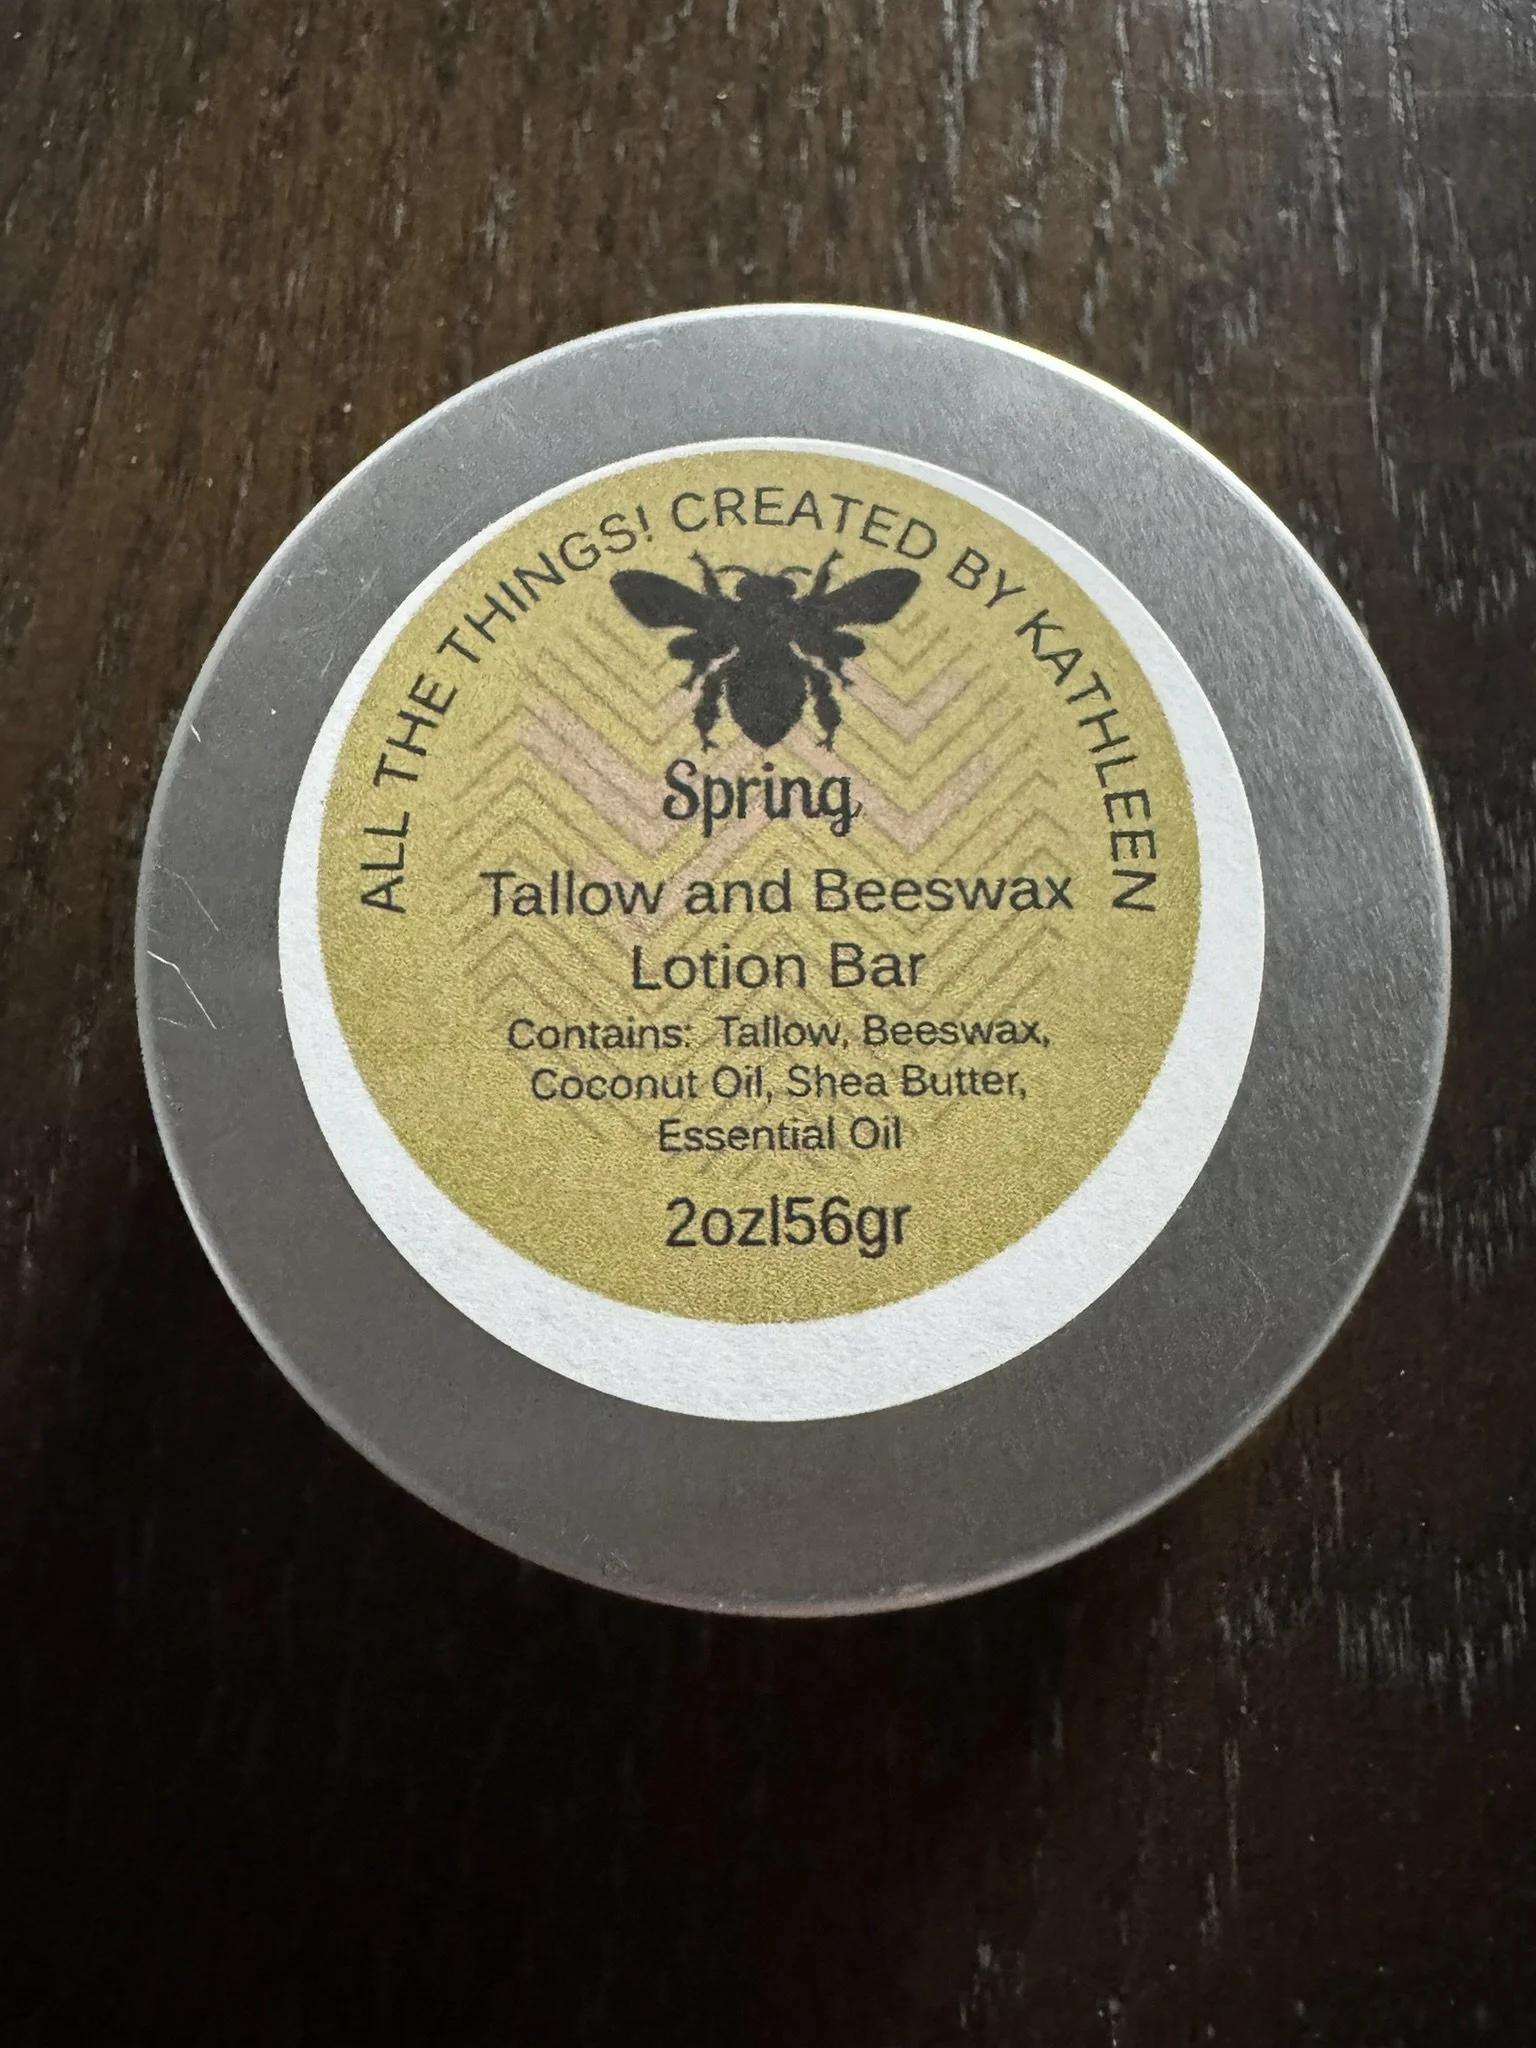 ALL THE THINGS! CREATED BY KATHLEEN
Spring
Tallow and Beeswax
Lotion Bar
Contains: Tallow, Beeswax,
Coconut Oil, Shea Butter,
Essential Oil
2ozl56gr